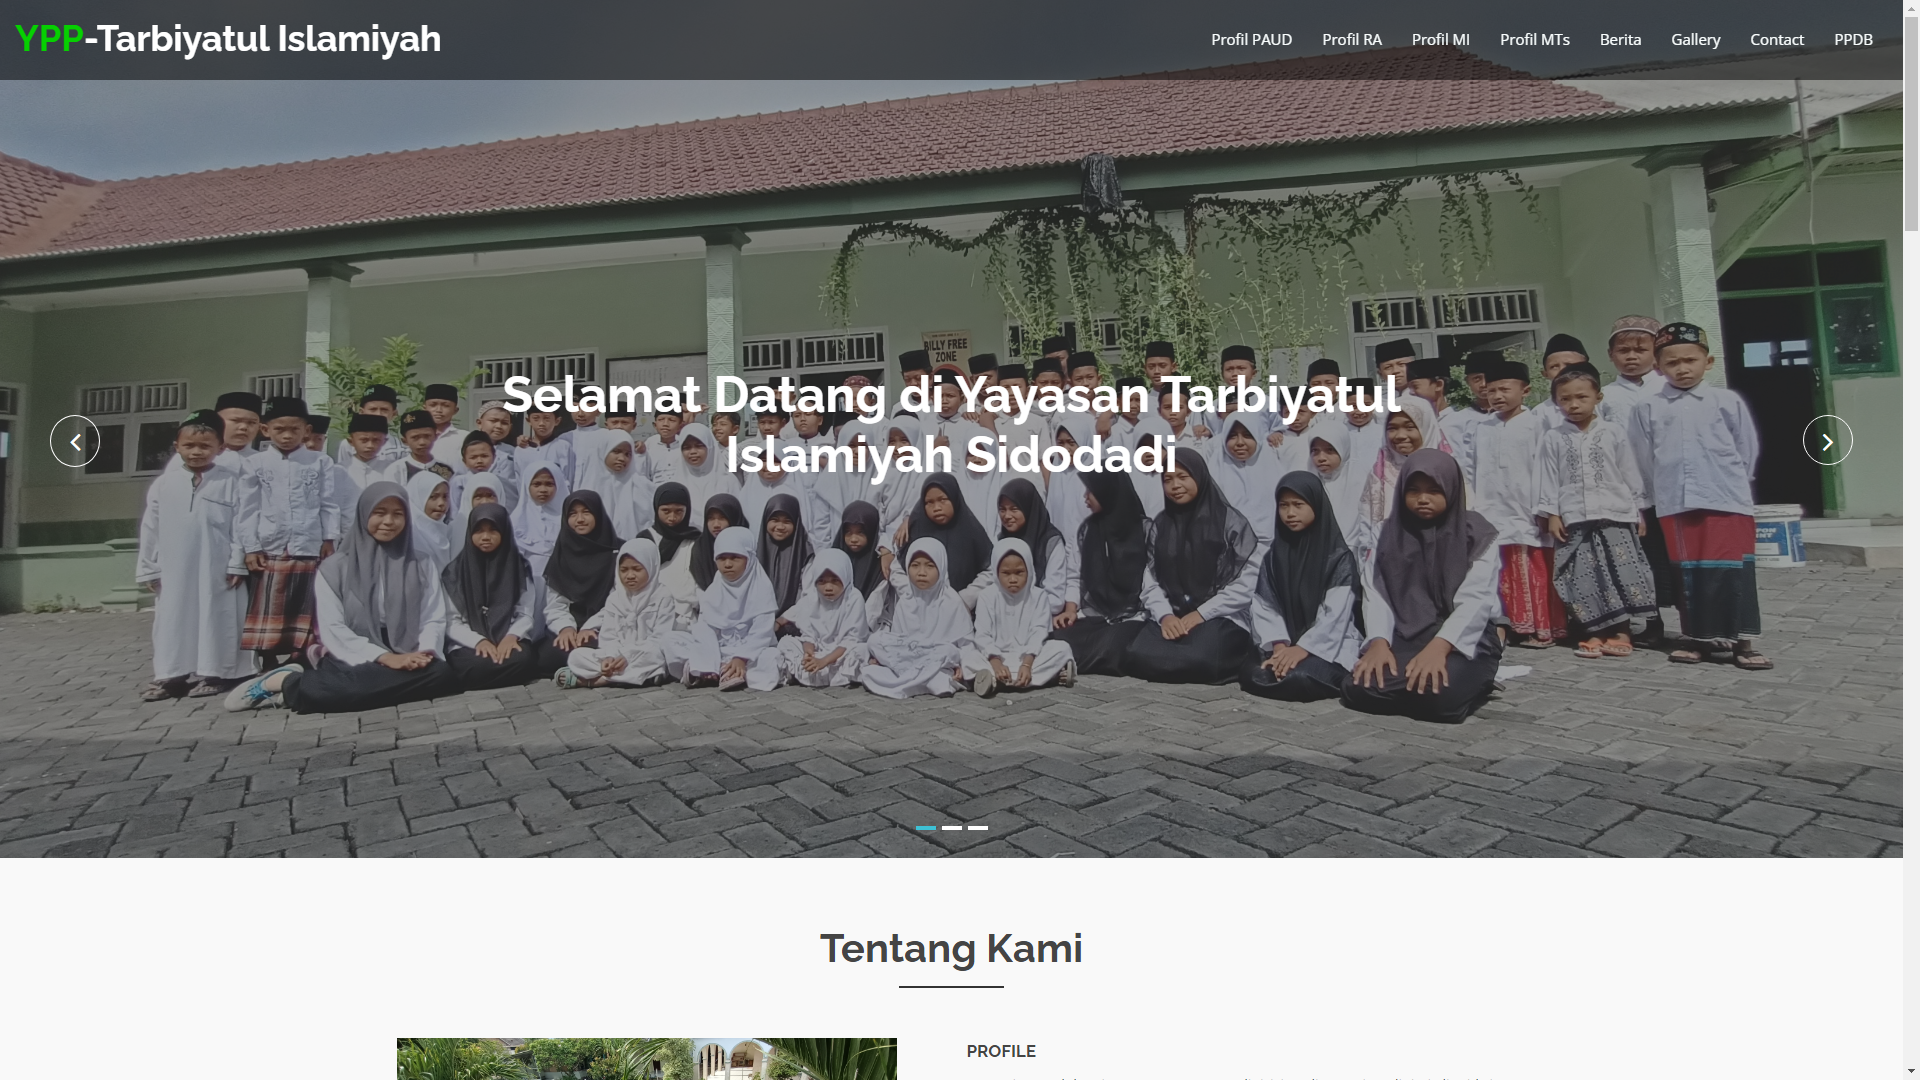 YPP-Tarbiyatul Islamiyah
Profil PAUD
Profil RA
Profil MI
Profil MTs
Berita
Gallery
Contact
PPDB
BILLY FREE
ZONE
Selamat Datang di Yayasan Tarbiyatul
Islamiyah Sidodadi
Tentang Kami
PROFILE